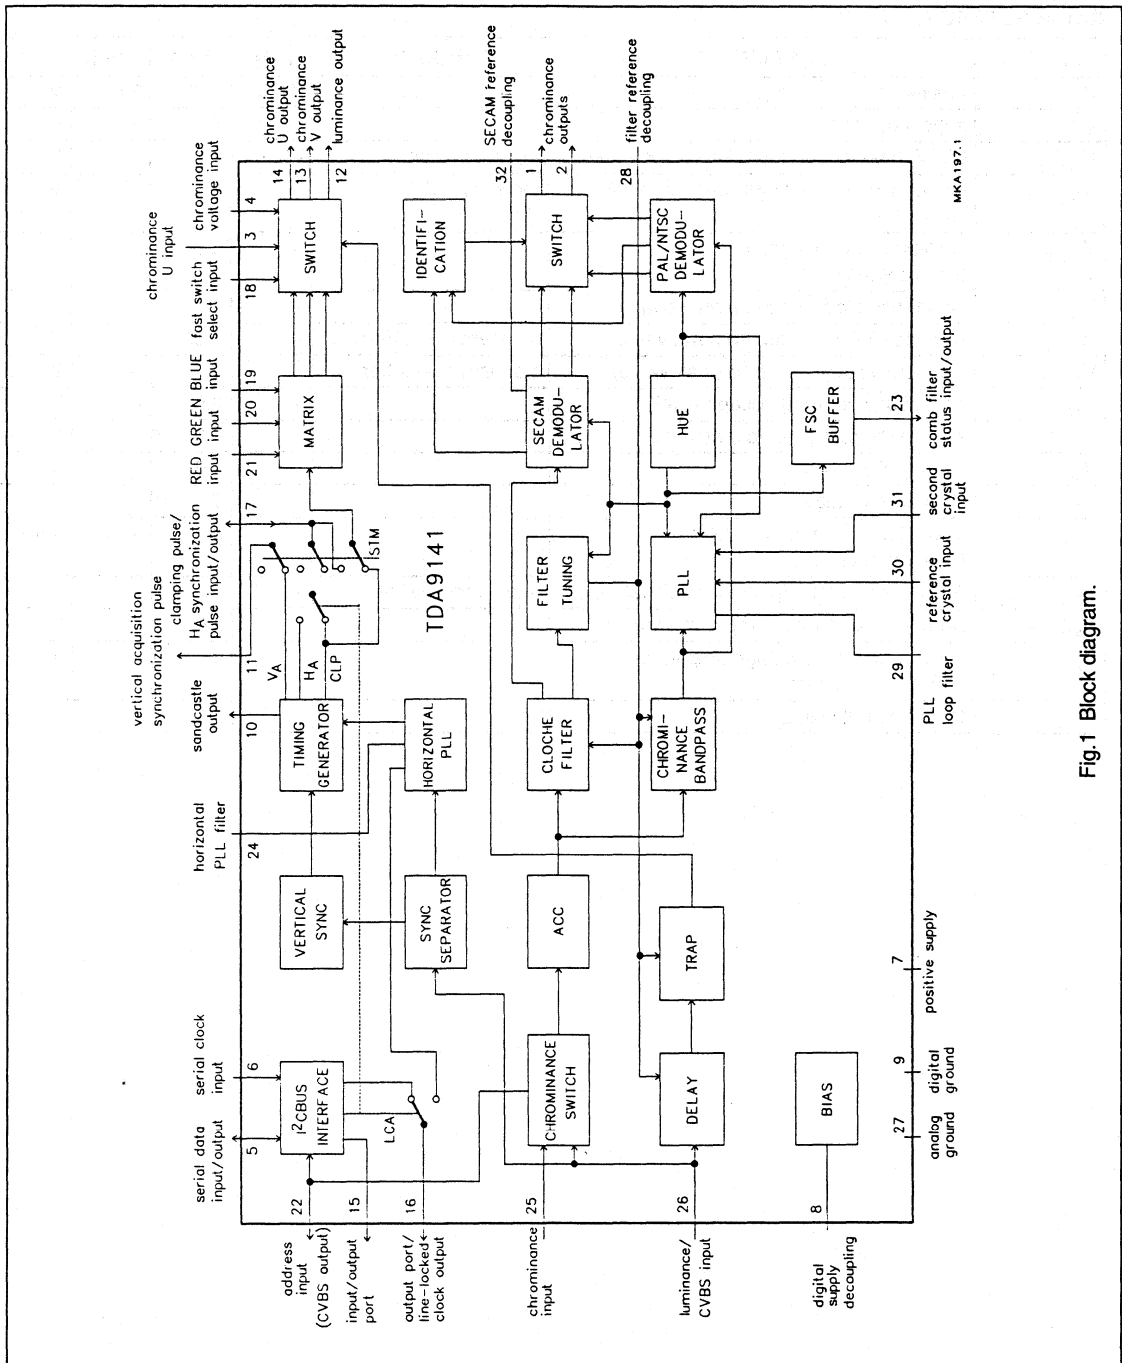 serial data
input/output
5
serial clock
input
6
horizontal
PLL filter
24
sandcastle
output
10
vertical acquisition
synchronization pulse
11
clamping pulse/
HA synchronization
pulse input/output
17
RED
input
21
GREEN
input
20
BLUE
input
19
fast switch
select input
18
chrominance
U input
3
chrominance
voltage input
4
I²CBUS
INTERFACE
VERTICAL
SYNC
TIMING
GENERATOR
VA
HA
CLP
STM
MATRIX
SWITCH
14
chrominance
U output
13
chrominance
V output
12
luminance output
22
address
input
(CVBS output)
15
input/output
port
16
output port/
line-locked
clock output
LCA
SYNC
SEPARATOR
HORIZONTAL
PLL
TDA9141
IDENTIFI-
CATION
32
SECAM reference
decoupling
25
chrominance
input
CHROMINANCE
SWITCH
ACC
CLOCHE
FILTER
FILTER
TUNING
SECAM
DEMODU-
LATOR
SWITCH
1
2
chrominance
outputs
28
filter reference
decoupling
26
luminance/
CVBS input
DELAY
TRAP
CHROMI-
NANCE
BANDPASS
PLL
HUE
PAL/NTSC
DEMODU-
LATOR
8
digital
supply
decoupling
BIAS
FSC
BUFFER
27
analog
ground
9
digital
ground
7
positive supply
29
PLL
loop filter
30
reference
crystal input
31
second
crystal
input
23
comb filter
status input/output
MKA197.1
Fig.1 Block diagram.